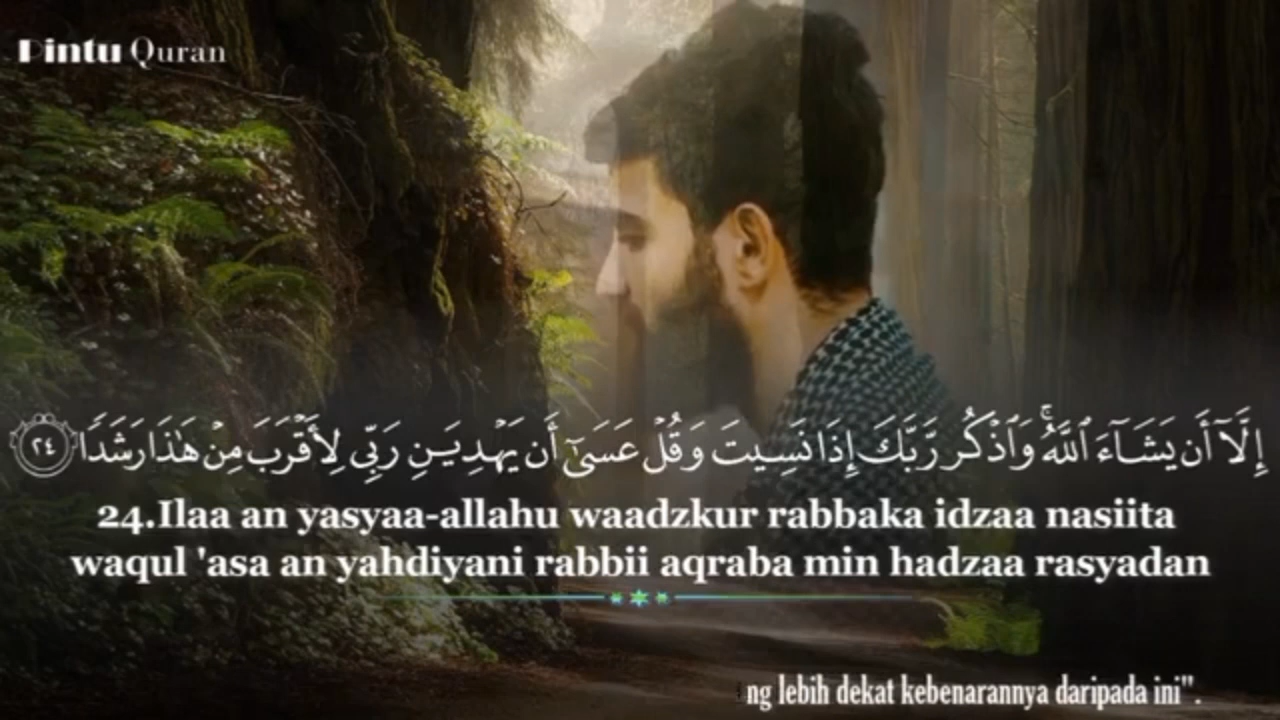 Pintu Quran
إِلَّآ أَن يَشَآءَ ٱللَّهُ ۚ وَٱذْكُر رَّبَّكَ إِذَا نَسِيتَ وَقُلْ عَسَىٰٓ أَن يَهْدِيَنِ رَبِّى لِأَقْرَبَ مِنْ هَٰذَا رَشَدًا ٢٤
24.Ilaa an yasyaa-allahu waadzkur rabbaka idzaa nasiita
waqul 'asa an yahdiyani rabbii aqraba min hadzaa rasyadan
ng lebih dekat kebenarannya daripada ini".